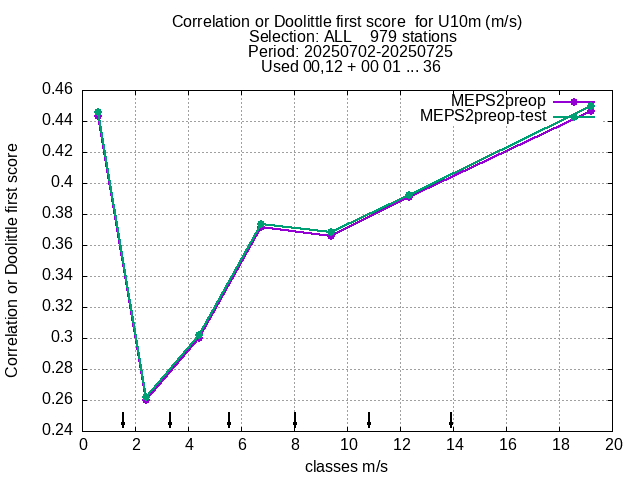 Correlation or Doolittle first score  for U10m (m/s)
Selection: ALL    979 stations
Period: 20250702-20250725
Used 00,12 + 00 01 ... 36
MEPS2preop
MEPS2preop-test
Correlation or Doolittle first score
0.46
0.44
0.42
0.4
0.38
0.36
0.34
0.32
0.3
0.28
0.26
0.24
0 2 4 6 8 10 12 14 16 18 20
classes m/s